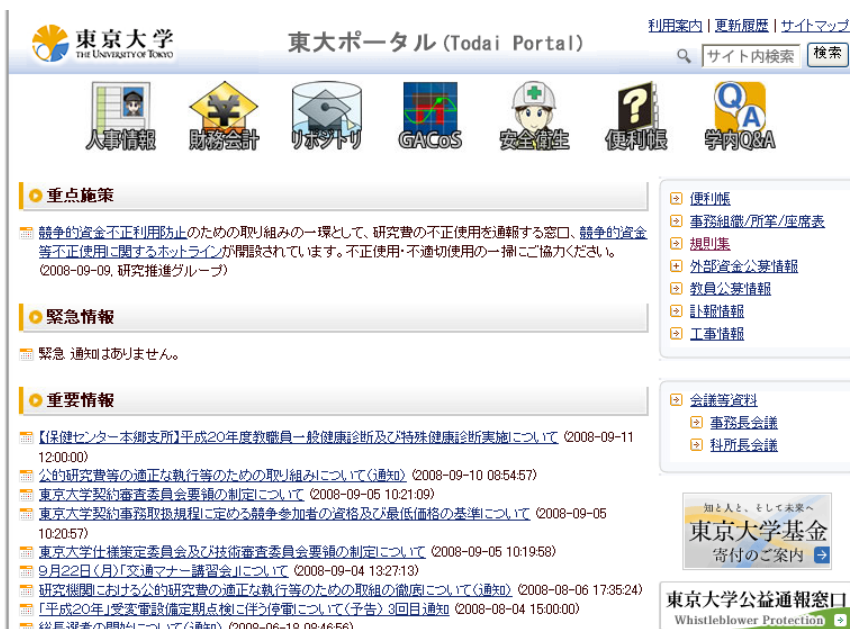 東京大学
THE UNIVERSITY OF TOKYO
東大ポータル (Todai Portal)
利用案内 | 更新履歴 | サイトマップ
サイト内検索 検索
人事情報 財務会計 リポジトリ GACoS 安全衛生 便利帳 学内Q&A
重点施策
競争的資金不正利用防止のための取り組みの一環として、研究費の不正使用を通報する窓口、競争的資金
等不正使用に関するホットラインが開設されています。不正使用・不適切使用の一掃にご協力ください。
(2008-09-09, 研究推進グループ)
緊急情報
緊急 通知はありません。
重要情報
【保健センター本郷支所】平成20年度教職員一般健康診断及び特殊健康診断実施について (2008-09-11
12:00:00)
公的研究費等の適正な執行等のための取り組みについて(通知) (2008-09-10 08:54:57)
東京大学契約審査委員会要領の制定について (2008-09-05 10:21:09)
東京大学契約事務取扱規程に定める競争参加者の資格及び最低価格の基準について (2008-09-05
10:20:57)
東京大学仕様策定委員会及び技術審査委員会要領の制定について (2008-09-05 10:19:58)
9月22日(月)「交通マナー講習会」について (2008-09-04 13:27:13)
研究機関における公的研究費の適正な執行等のための取組の徹底について(通知) (2008-08-06 17:35:24)
「平成20年」受変電設備定期点検に伴う停電について(予告) 3回目通知 (2008-08-04 15:00:00)
総長選考の開始について(通知) (2008-06-18 08:46:56)
便利帳
事務組織/所掌/座席表
規則集
外部資金公募情報
教員公募情報
訃報情報
工事情報
会議等資料
事務長会議
科所長会議
知と人と、そして未来へ
東京大学基金
寄付のご案内
東京大学公益通報窓口
Whistleblower Protection